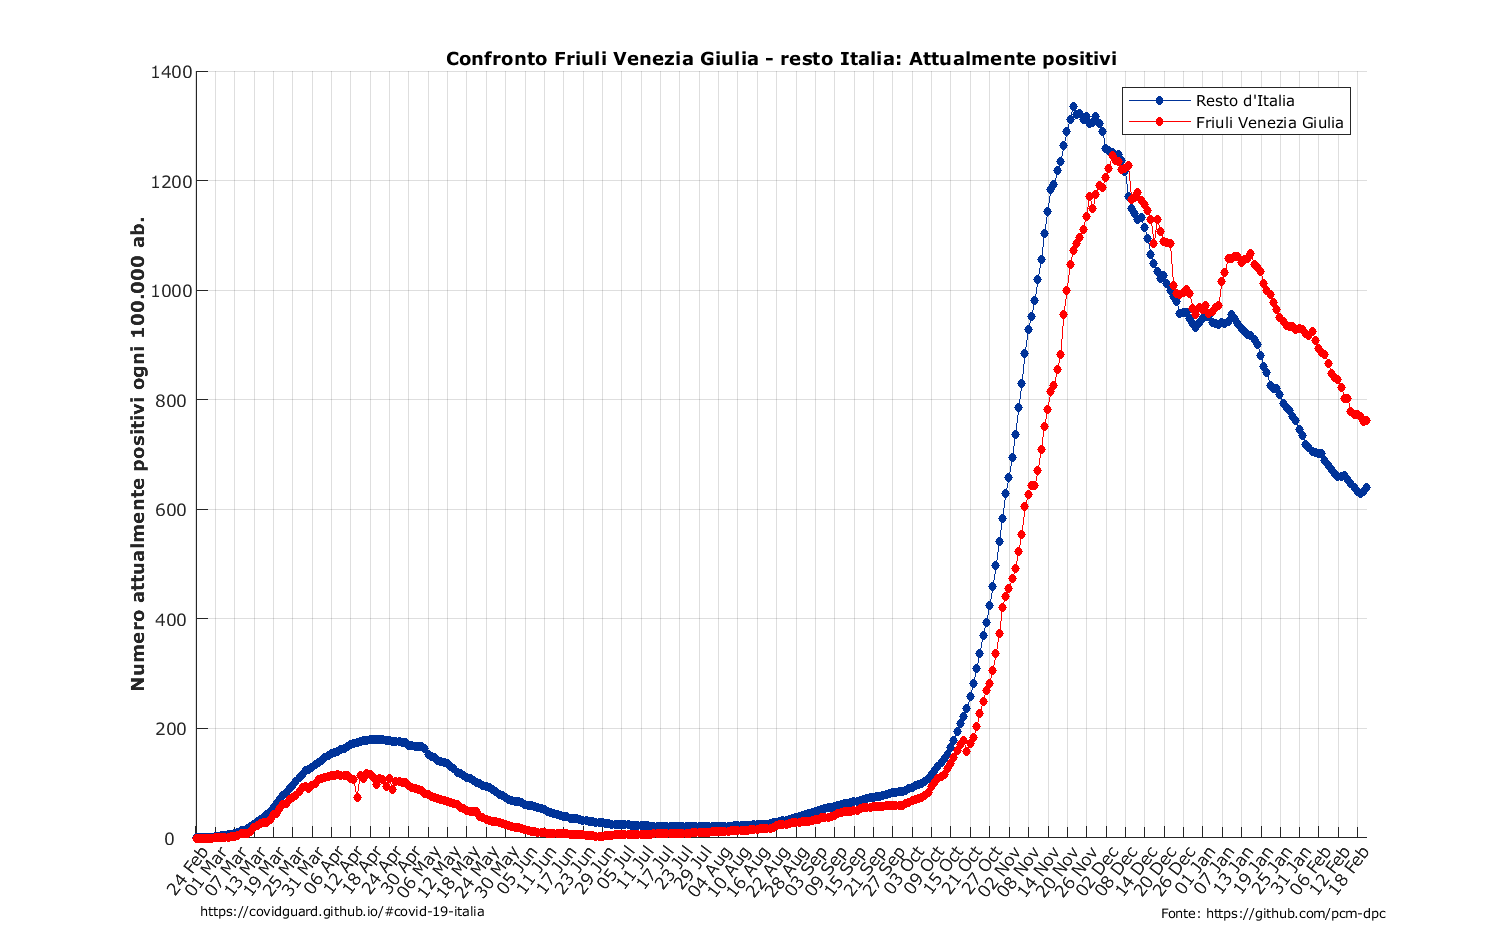 Confronto Friuli Venezia Giulia - resto Italia: Attualmente positivi
Resto d'Italia
Friuli Venezia Giulia
Numero attualmente positivi ogni 100.000 ab.
1400
1200
1000
800
600
400
200
0
24 Feb
01 Mar
07 Mar
13 Mar
19 Mar
25 Mar
31 Mar
06 Apr
12 Apr
18 Apr
24 Apr
30 Apr
06 May
12 May
18 May
24 May
30 May
05 Jun
11 Jun
17 Jun
23 Jun
29 Jun
05 Jul
11 Jul
17 Jul
23 Jul
29 Jul
04 Aug
10 Aug
16 Aug
22 Aug
28 Aug
03 Sep
09 Sep
15 Sep
21 Sep
27 Sep
03 Oct
09 Oct
15 Oct
21 Oct
27 Oct
02 Nov
08 Nov
14 Nov
20 Nov
26 Nov
02 Dec
08 Dec
14 Dec
20 Dec
26 Dec
01 Jan
07 Jan
13 Jan
19 Jan
25 Jan
31 Jan
06 Feb
12 Feb
18 Feb
https://covidguard.github.io/#covid-19-italia
Fonte: https://github.com/pcm-dpc